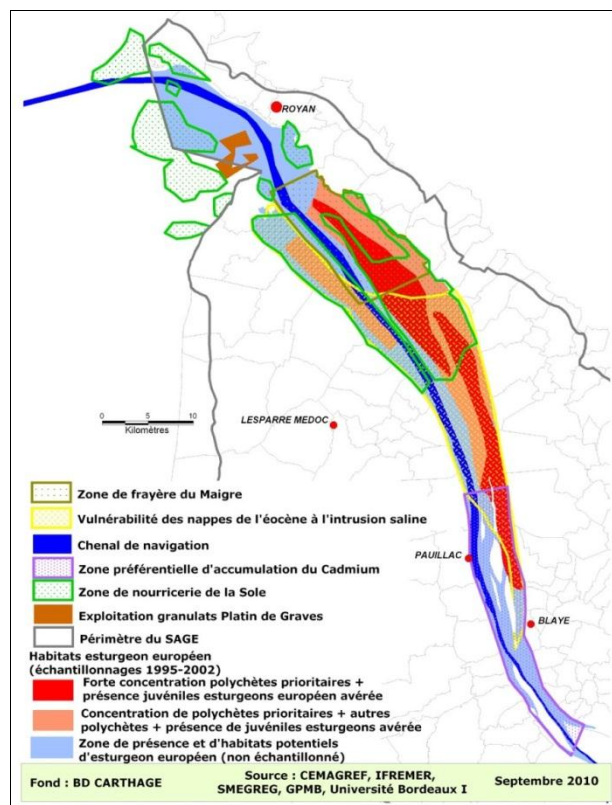 ROYAN
LESPARRE MEDOC
0 5 10
Kilomètres
PAUILLAC
BLAYE
Zone de frayère du Maigre
Vulnérabilité des nappes de l'éocène à l'intrusion saline
Chenal de navigation
Zone préférentielle d'accumulation du Cadmium
Zone de nourricerie de la Sole
Exploitation granulats Platin de Graves
Périmètre du SAGE
Habitats esturgeon européen
(échantillonnages 1995-2002)
Forte concentration polychètes prioritaires +
présence juvéniles esturgeons européen avérée
Concentration de polychètes prioritaires + autres
polychètes + présence de juvéniles esturgeons avérée
Zone de présence et d'habitats potentiels
d'esturgeon européen (non échantillonné)
Fond : BD CARTHAGE
Source : CEMAGREF, IFREMER,
SMEGREG, GPMB, Université Bordeaux I
Septembre 2010